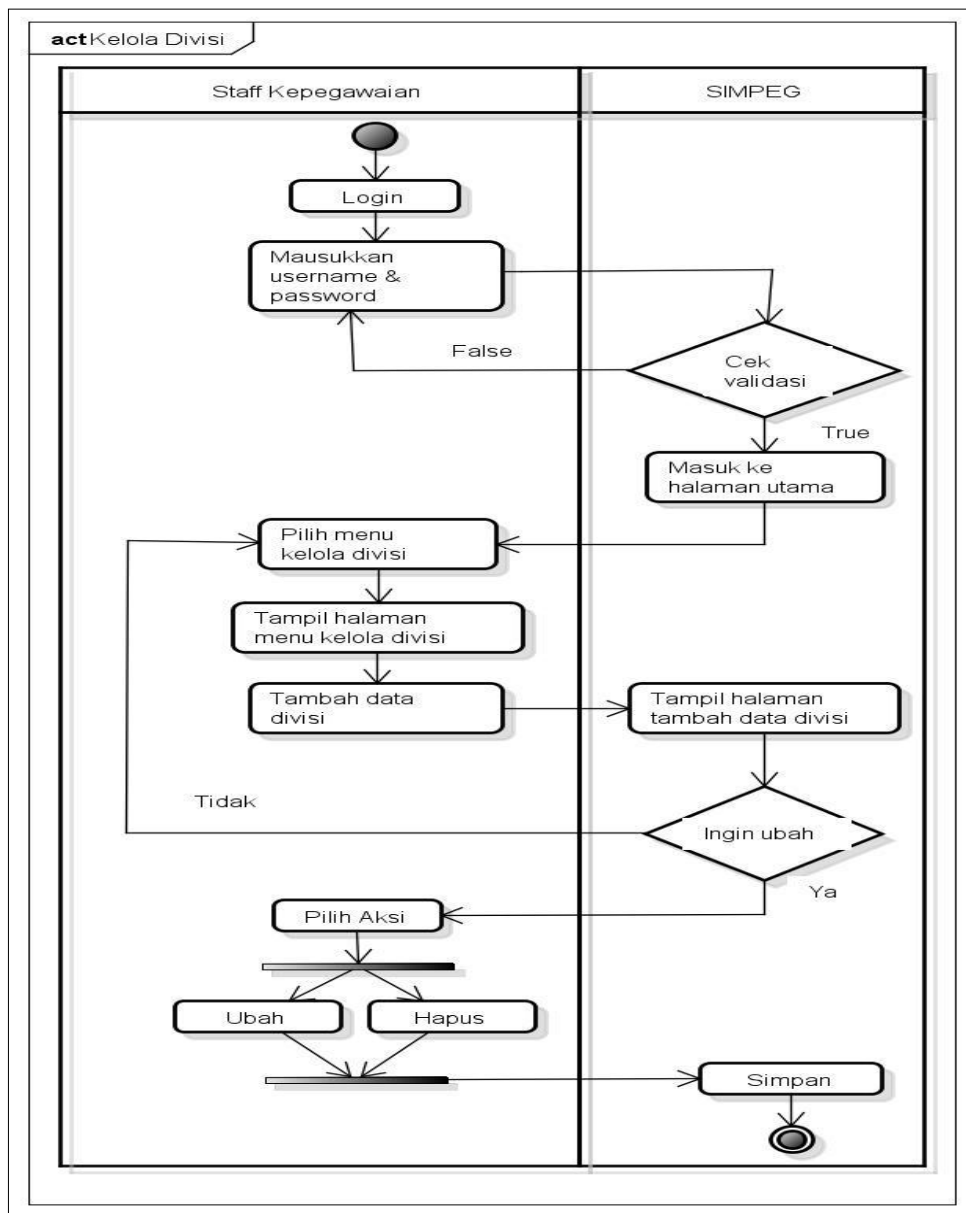 act Kelola Divisi
Staff Kepegawaian
SIMPEG
Login
Mausukkan
username &
password
False
Cek
validasi
True
Masuk ke
halaman utama
Pilih menu
kelola divisi
Tampil halaman
menu kelola divisi
Tambah data
divisi
Tampil halaman
tambah data divisi
Tidak
Ingin ubah
Ya
Pilih Aksi
Ubah
Hapus
Simpan